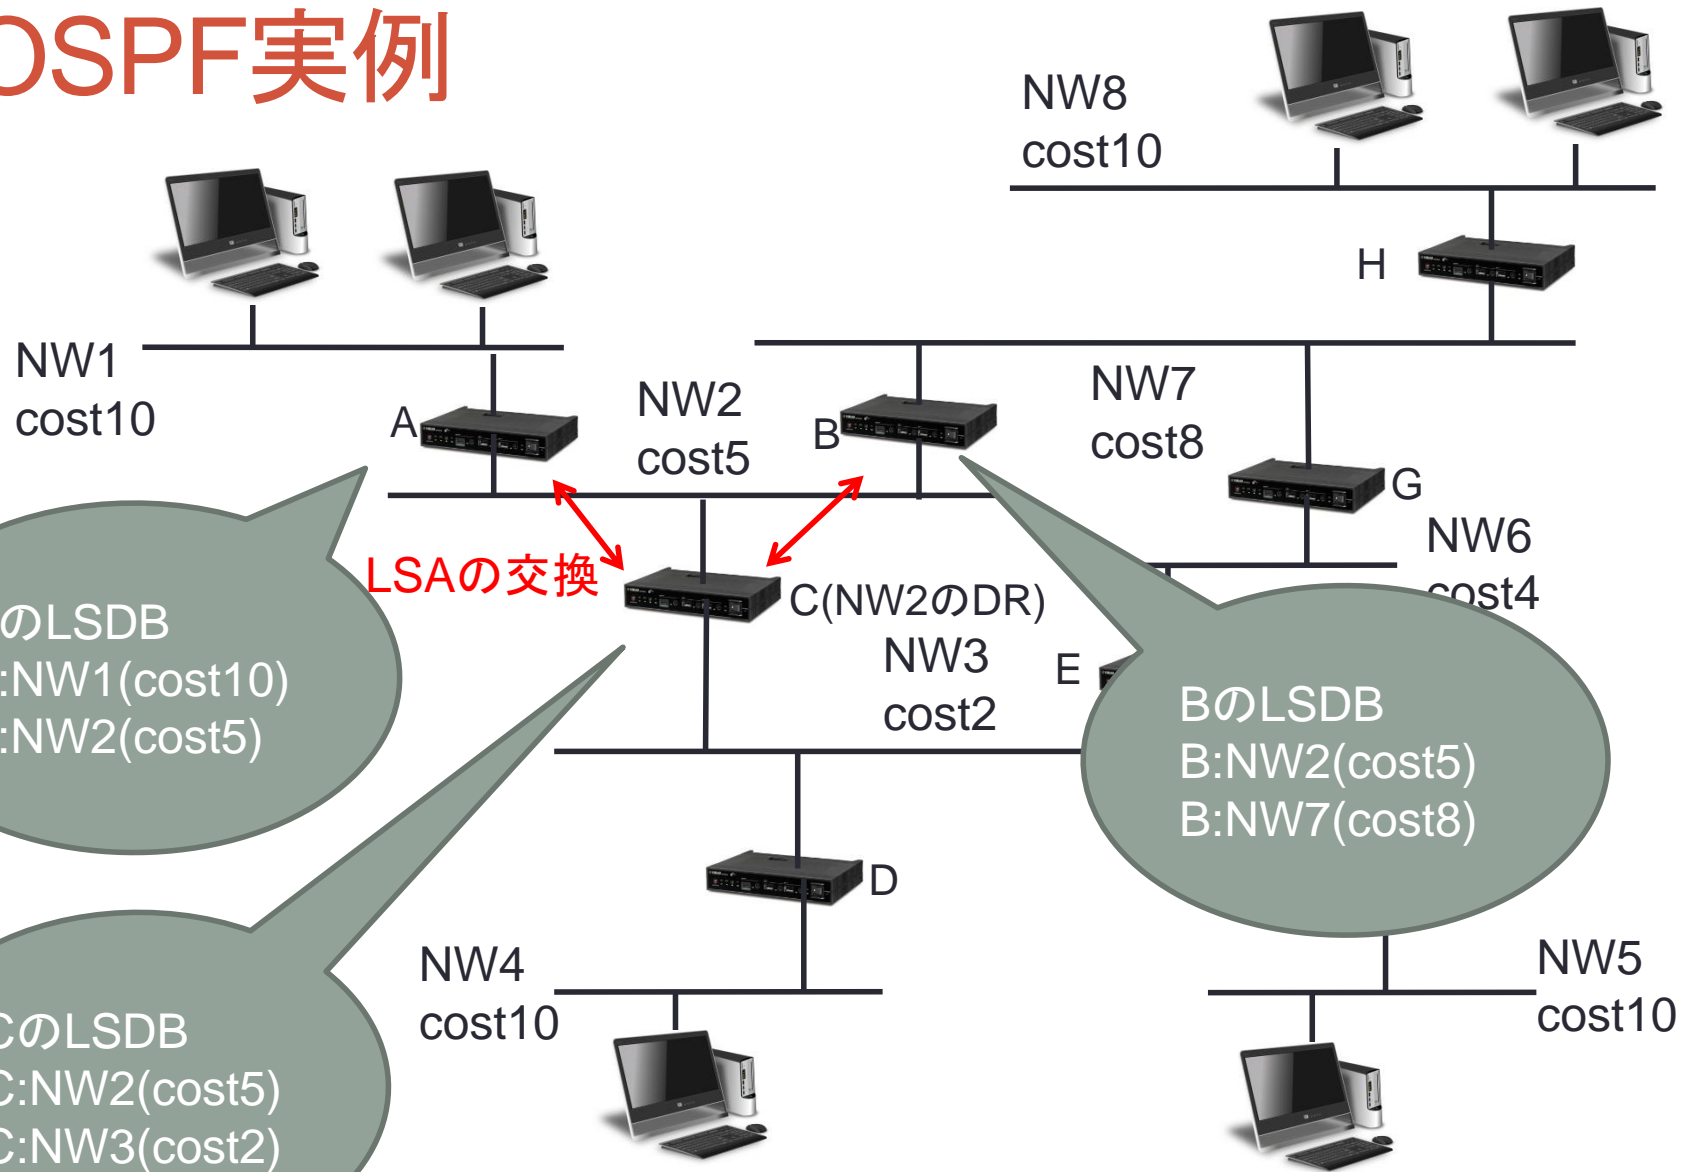 OSPF実例
NW8
cost10
H
NW1
cost10
A
NW2
cost5
B
NW7
cost8
G
NW6
cost4
LSAの交換
C(NW2のDR)
NW3
cost2
E
のLSDB
:NW1(cost10)
:NW2(cost5)
BのLSDB
B:NW2(cost5)
B:NW7(cost8)
D
NW4
cost10
NW5
cost10
CのLSDB
C:NW2(cost5)
C:NW3(cost2)